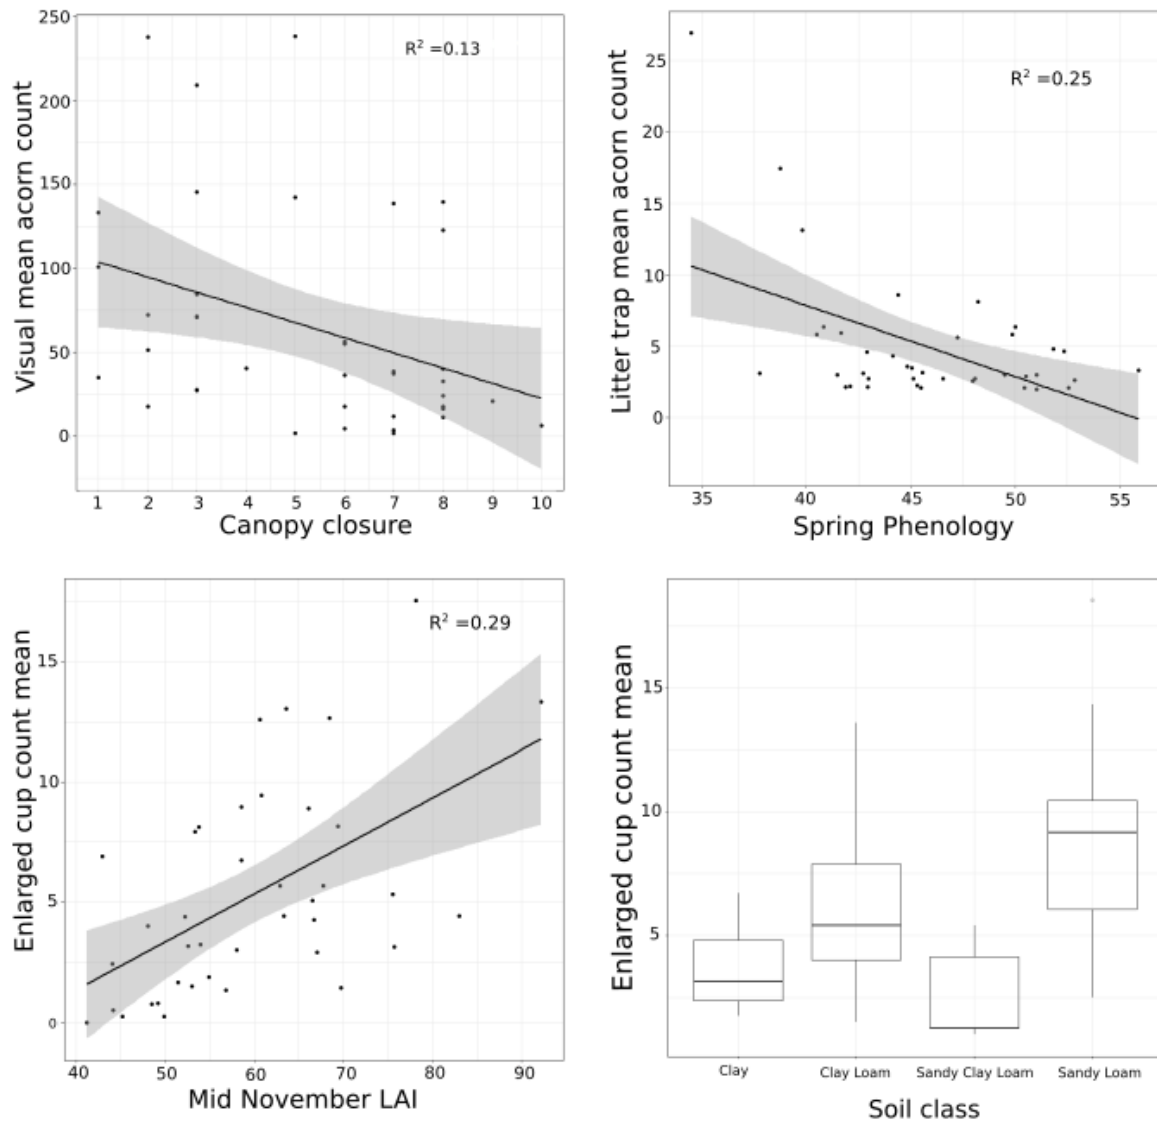 250
200
150
100
50
0
Visual mean acorn count
R² =0.13
1 2 3 4 5 6 7 8 9 10
Canopy closure
25
20
15
10
5
0
Litter trap mean acorn count
R² =0.25
35 40 45 50 55
Spring Phenology
15
10
5
0
Enlarged cup count mean
R² =0.29
40 50 60 70 80 90
Mid November LAI
15
10
5
Enlarged cup count mean
Clay Clay Loam Sandy Clay Loam Sandy Loam
Soil class